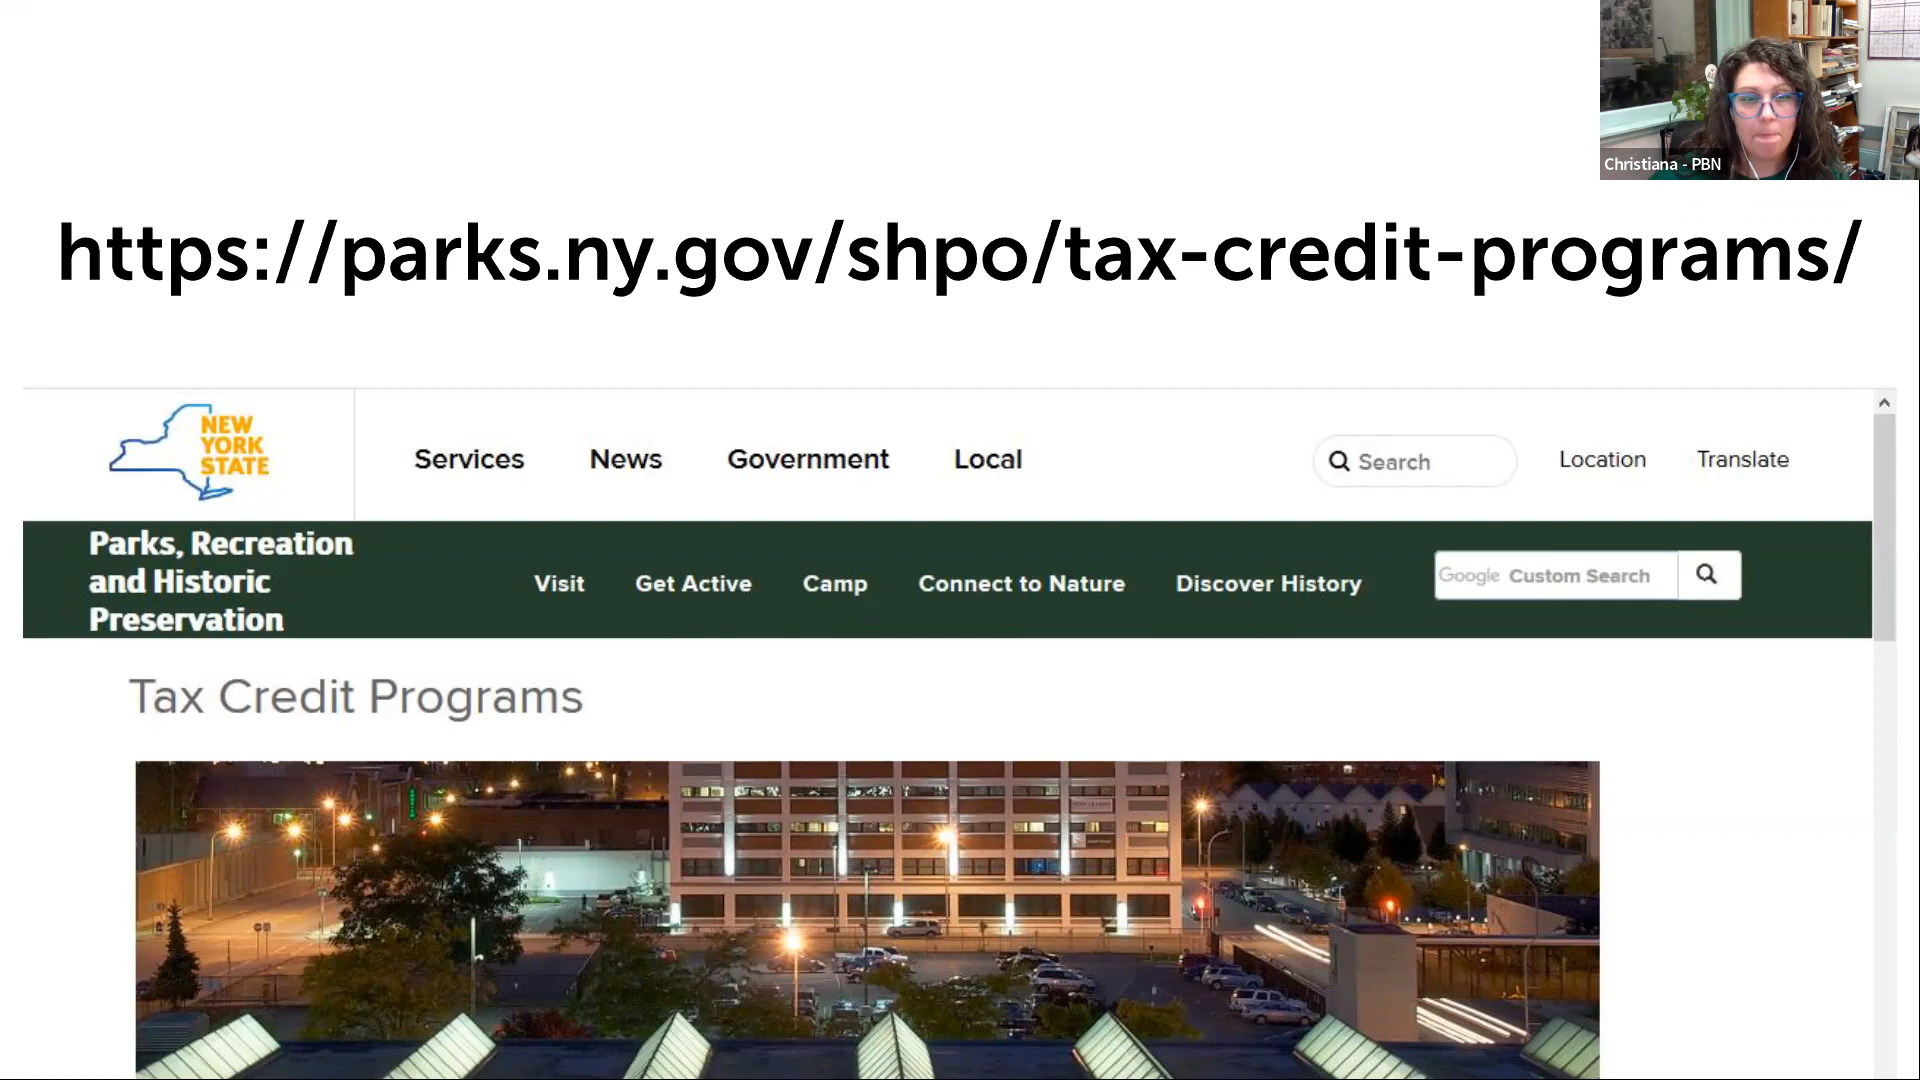 Christiana - PBN
https://parks.ny.gov/shpo/tax-credit-programs/
NEW
YORK
STATE
Services News Government Local Search Location Translate
Parks, Recreation
and Historic
Preservation
Visit Get Active Camp Connect to Nature Discover History Google Custom Search
Tax Credit Programs